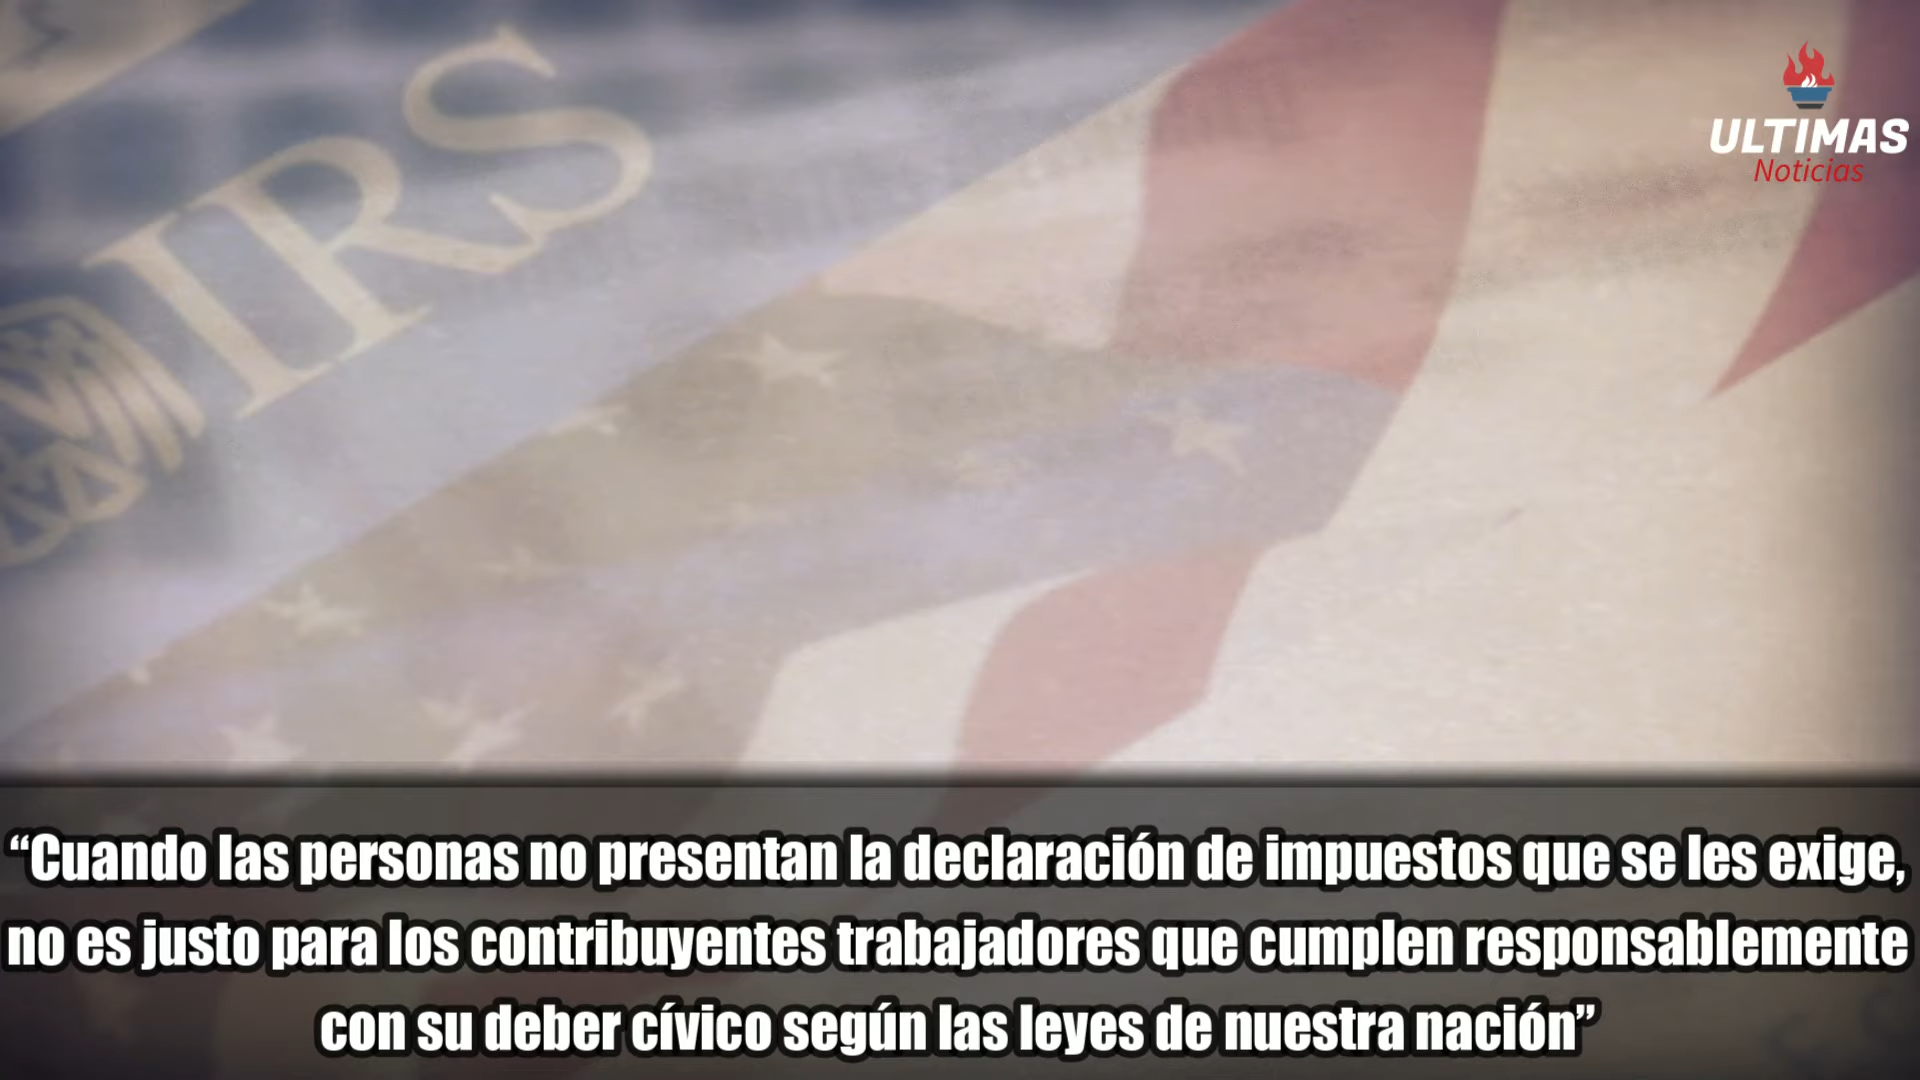 IRS
ULTIMAS
Noticias
“Cuando las personas no presentan la declaración de impuestos que se les exige,
no es justo para los contribuyentes trabajadores que cumplen responsablemente
con su deber cívico según las leyes de nuestra nación”